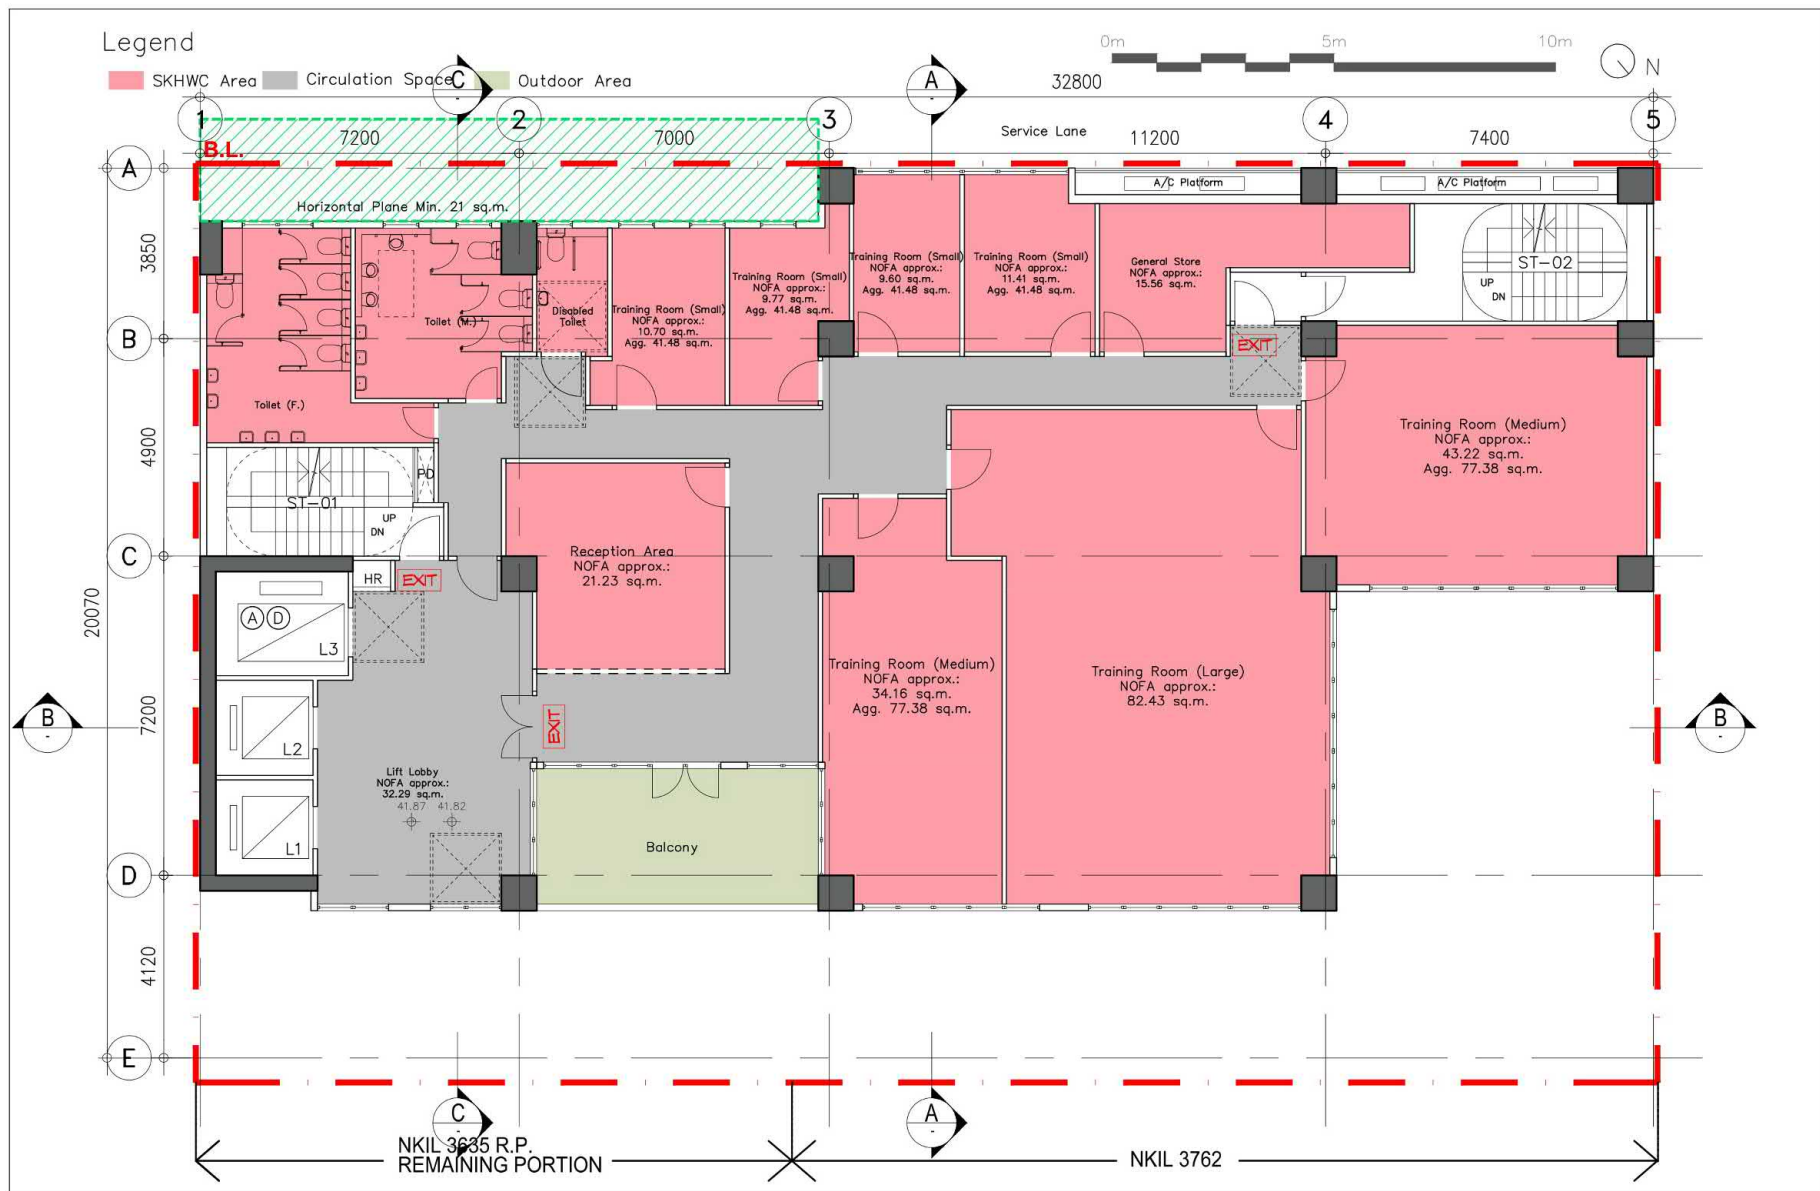 Legend
SKHWC Area
Circulation Space
Outdoor Area
0m
5m
10m
N
C
-
A
-
32800
1
2
3
4
5
7200
7000
Service Lane
11200
7400
B.L.
A
B
C
D
E
3850
4900
7200
4120
20070
Horizontal Plane Min. 21 sq.m.
A/C Platform
A/C Platform
Toilet (F.)
Toilet (M.)
Disabled
Toilet
Training Room (Small)
NOFA approx.:
10.70 sq.m.
Agg. 41.48 sq.m.
Training Room (Small)
NOFA approx.:
9.77 sq.m.
Agg. 41.48 sq.m.
Training Room (Small)
NOFA approx.:
9.60 sq.m.
Agg. 41.48 sq.m.
Training Room (Small)
NOFA approx.:
11.41 sq.m.
Agg. 41.48 sq.m.
General Store
NOFA approx.:
15.56 sq.m.
ST-02
UP
DN
EXIT
Training Room (Medium)
NOFA approx.:
43.22 sq.m.
Agg. 77.38 sq.m.
PD
ST-01
UP
DN
HR
EXIT
A D
L3
L2
L1
Reception Area
NOFA approx.:
21.23 sq.m.
EXIT
Training Room (Medium)
NOFA approx.:
34.16 sq.m.
Agg. 77.38 sq.m.
Training Room (Large)
NOFA approx.:
82.43 sq.m.
B
-
B
-
Lift Lobby
NOFA approx.:
32.29 sq.m.
41.87 41.82
Balcony
C
-
A
-
NKIL 3635 R.P.
REMAINING PORTION
NKIL 3762